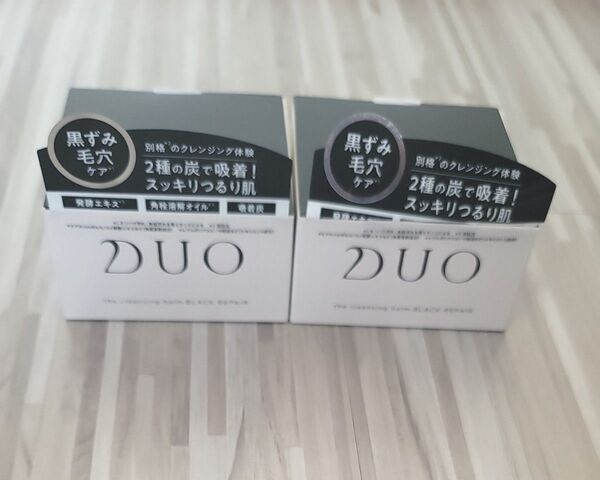 黒ずみ
毛穴
ケア
別格*のクレンジング体験
2種の炭で吸着!
スッキリつるり肌
発酵エキス
角栓溶解オイル
吸着炭
DUO
the cleansing balm BLACK REPAIR
黒ずみ
毛穴
ケア
別格*のクレンジング体験
2種の炭で吸着!
スッキリつるり肌
DUO
the cleansing balm BLACK REPAIR